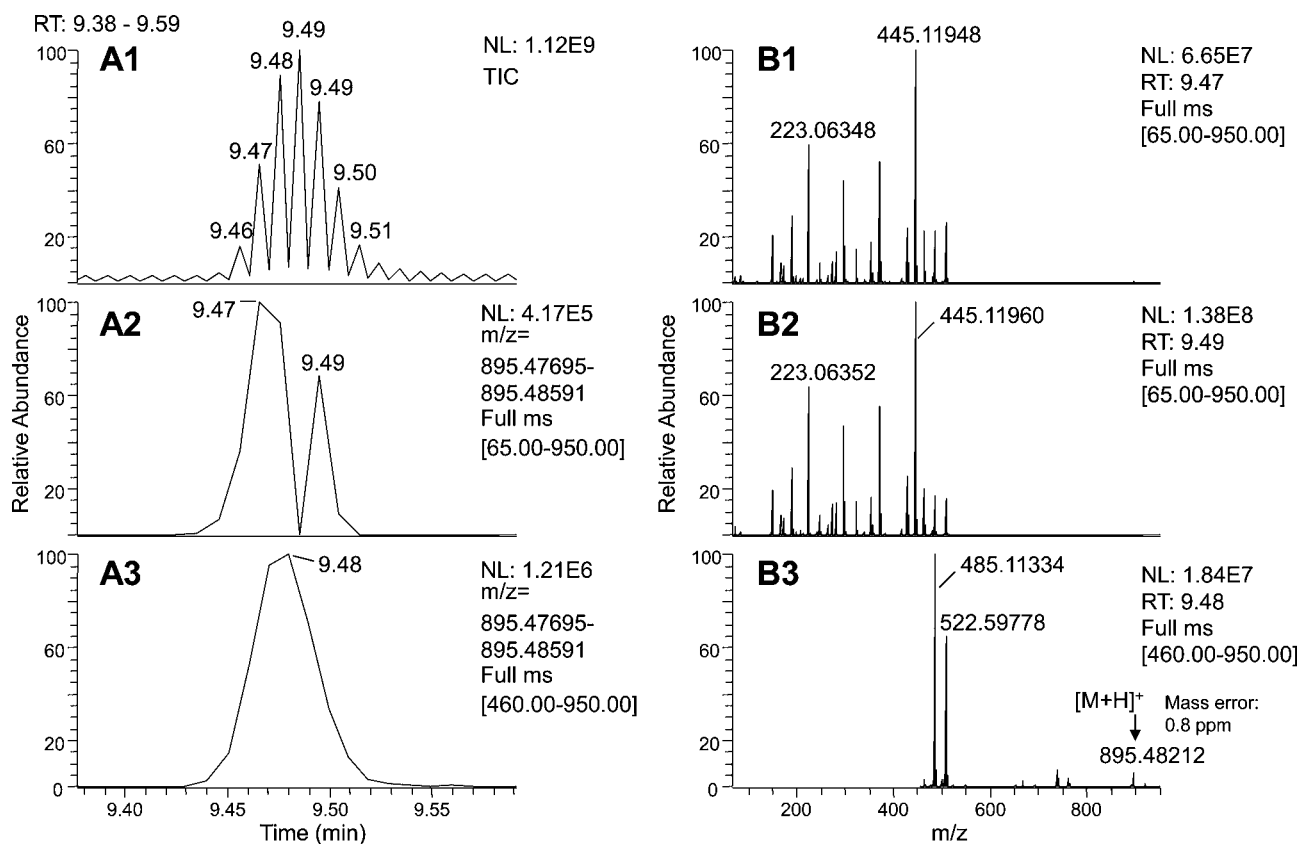 RT: 9.38 - 9.59
A1
9.49
9.48
9.49
9.47
9.50
9.46
9.51
NL: 1.12E9
TIC
100
60
20
A2
9.47
9.49
NL: 4.17E5
m/z=
895.47695-
895.48591
Full ms
[65.00-950.00]
100
60
20
Relative Abundance
A3
9.48
NL: 1.21E6
m/z=
895.47695-
895.48591
Full ms
[460.00-950.00]
100
60
20
0
9.40
9.45
9.50
9.55
Time (min)
B1
445.11948
223.06348
NL: 6.65E7
RT: 9.47
Full ms
[65.00-950.00]
100
60
20
B2
445.11960
223.06352
NL: 1.38E8
RT: 9.49
Full ms
[65.00-950.00]
100
60
20
Relative Abundance
B3
485.11334
522.59778
NL: 1.84E7
RT: 9.48
Full ms
[460.00-950.00]
[M+H]+
Mass error:
0.8 ppm
895.48212
100
60
20
0
200
400
600
800
m/z